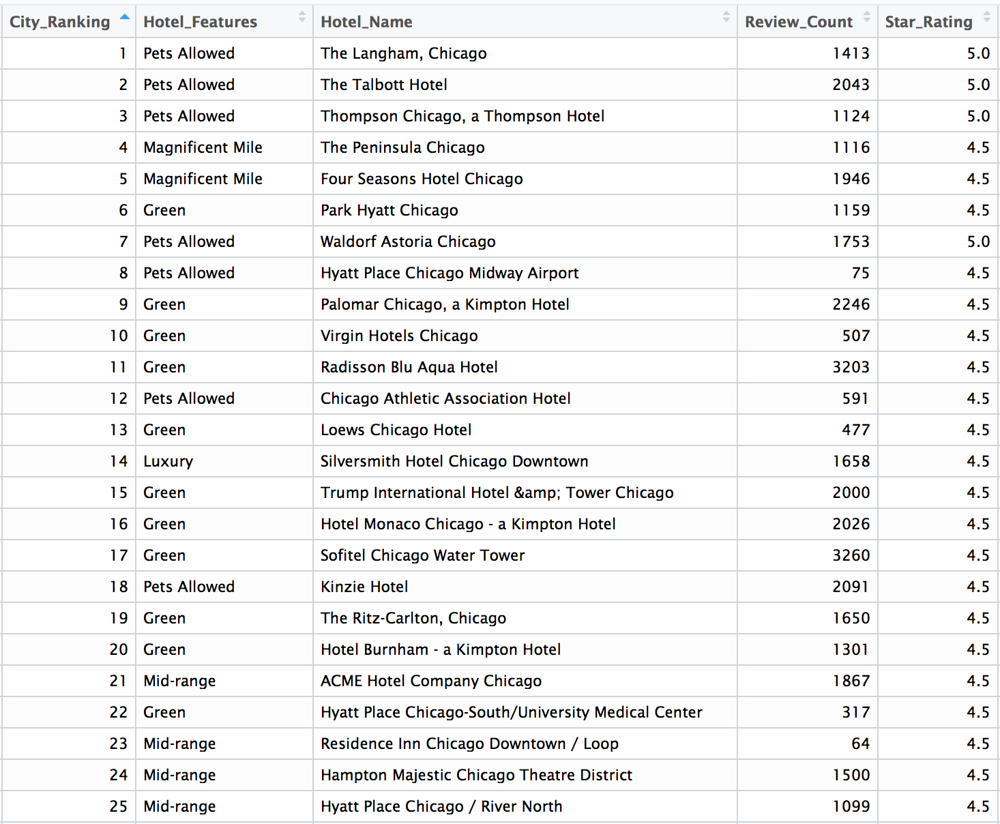 City_Ranking Hotel_Features Hotel_Name Review_Count Star_Rating
1 Pets Allowed The Langham, Chicago 1413 5.0
2 Pets Allowed The Talbott Hotel 2043 5.0
3 Pets Allowed Thompson Chicago, a Thompson Hotel 1124 5.0
4 Magnificent Mile The Peninsula Chicago 1116 4.5
5 Magnificent Mile Four Seasons Hotel Chicago 1946 4.5
6 Green Park Hyatt Chicago 1159 4.5
7 Pets Allowed Waldorf Astoria Chicago 1753 5.0
8 Pets Allowed Hyatt Place Chicago Midway Airport 75 4.5
9 Green Palomar Chicago, a Kimpton Hotel 2246 4.5
10 Green Virgin Hotels Chicago 507 4.5
11 Green Radisson Blu Aqua Hotel 3203 4.5
12 Pets Allowed Chicago Athletic Association Hotel 591 4.5
13 Green Loews Chicago Hotel 477 4.5
14 Luxury Silversmith Hotel Chicago Downtown 1658 4.5
15 Green Trump International Hotel &amp; Tower Chicago 2000 4.5
16 Green Hotel Monaco Chicago - a Kimpton Hotel 2026 4.5
17 Green Sofitel Chicago Water Tower 3260 4.5
18 Pets Allowed Kinzie Hotel 2091 4.5
19 Green The Ritz-Carlton, Chicago 1650 4.5
20 Green Hotel Burnham - a Kimpton Hotel 1301 4.5
21 Mid-range ACME Hotel Company Chicago 1867 4.5
22 Green Hyatt Place Chicago-South/University Medical Center 317 4.5
23 Mid-range Residence Inn Chicago Downtown / Loop 64 4.5
24 Mid-range Hampton Majestic Chicago Theatre District 1500 4.5
25 Mid-range Hyatt Place Chicago / River North 1099 4.5